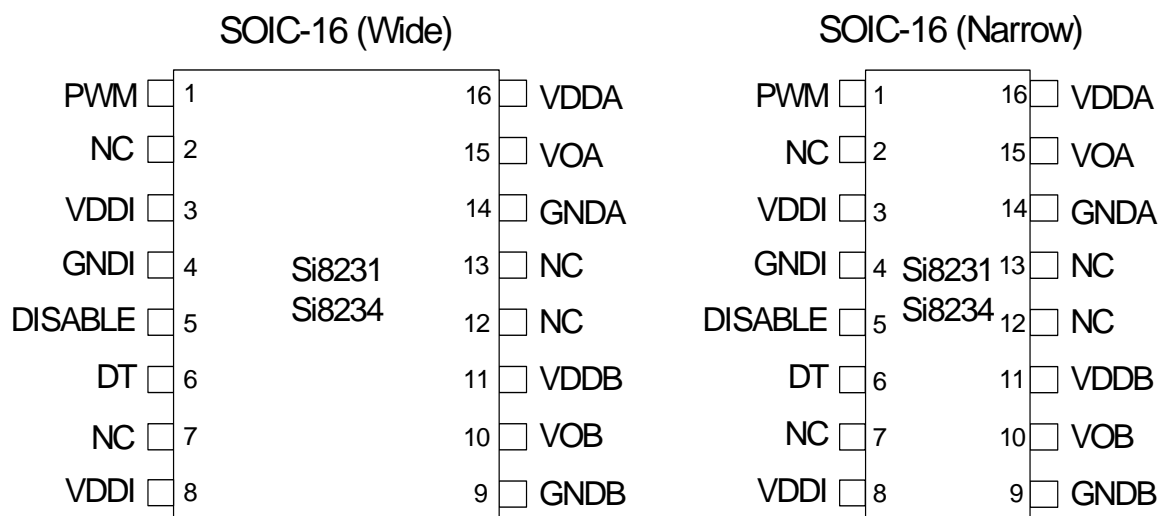 SOIC-16 (Wide)
PWM 1 16 VDDA
NC 2 15 VOA
VDDI 3 14 GNDA
GNDI 4 Si8231 13 NC
Si8234
DISABLE 5 12 NC
DT 6 11 VDDB
NC 7 10 VOB
VDDI 8 9 GNDB
SOIC-16 (Narrow)
PWM 1 16 VDDA
NC 2 15 VOA
VDDI 3 14 GNDA
GNDI 4 Si8231 13 NC
DISABLE 5 Si8234 12 NC
DT 6 11 VDDB
NC 7 10 VOB
VDDI 8 9 GNDB